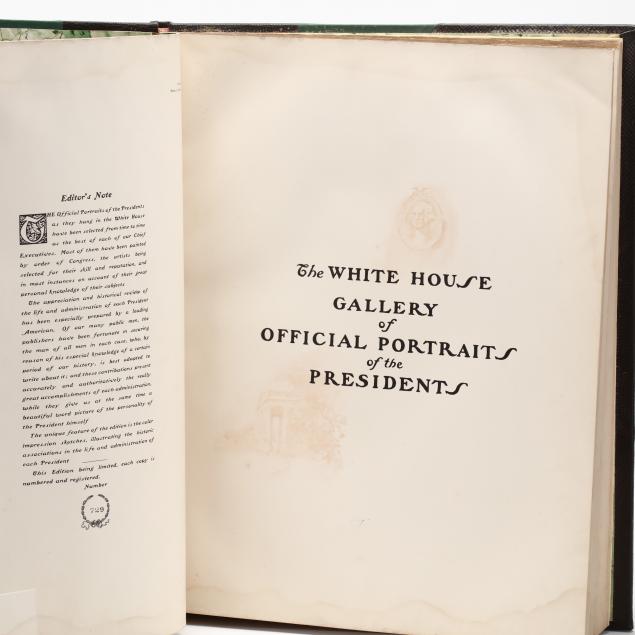 Editor's Note
THE Official Portraits of the Presidents
as they hang in the White House
have been selected from time to time
as the best of each of our Chief
Executives. Most of them have been painted
by order of Congress, the artists being
selected for their skill and reputation, and
in most instances on account of their great
personal knowledge of their subjects
The appreciation and historical review of
the life and administration of each President
has been especially prepared by a leading
American. Of our many public men, the
publishers have been fortunate in securing
the man of all men in each case, who, by
reason of his especial knowledge of a certain
period of our history, is best adapted to
write about it; and these contributions present
accurately and authoritatively the really
great accomplishments of each administration,
while they give us at the same time a
beautiful word picture of the personality of
the President himself
The unique feature of the edition is the color
impression sketches, illustrating the historic
associations in the life and administration of
each President
This Edition being limited, each copy is
numbered and registered.
Number
729
The WHITE HOUSE
GALLERY
of
OFFICIAL PORTRAITS
of the
PRESIDENTS